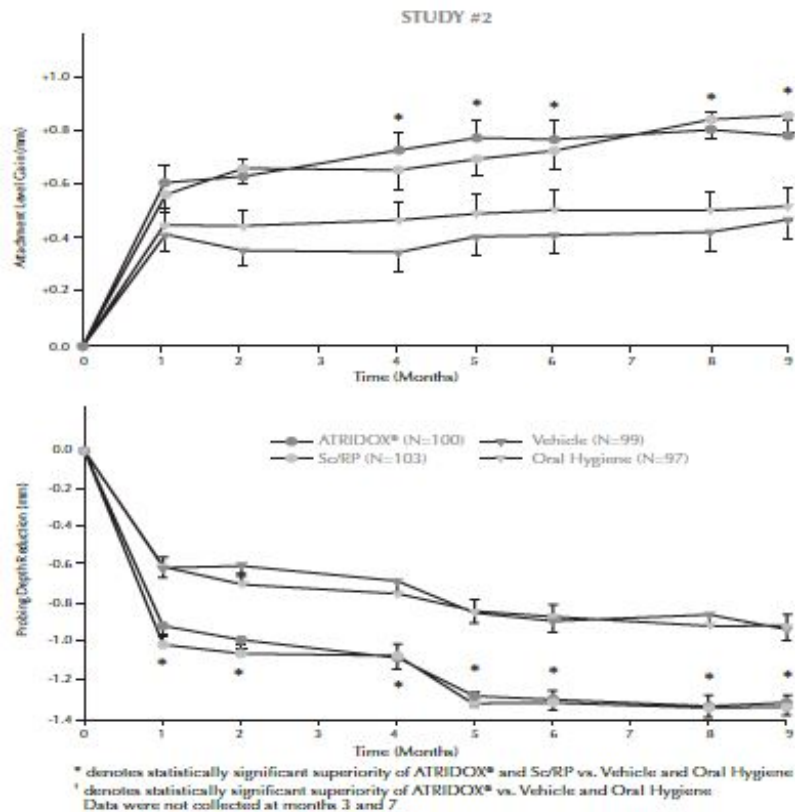 STUDY #2
+1.0
+0.8
+0.6
+0.4
+0.2
0.0
Attachment Level Gain (mm)
* * * * *
0 1 2 3 4 5 6 7 8 9
Time (Months)
ATRIDOX® (N=100) Vehicle (N=99)
Sc/RP (N=103) Oral Hygiene (N=97)
0.0
-0.2
-0.4
-0.6
-0.8
-1.0
-1.2
-1.4
Probing Depth Reduction (mm)
* * * * * * *
0 1 2 3 4 5 6 7 8 9
Time (Months)
* denotes statistically significant superiority of ATRIDOX® and Sc/RP vs. Vehicle and Oral Hygiene
denotes statistically significant superiority of ATRIDOX® vs. Vehicle and Oral Hygiene
Data were not collected at months 3 and 7